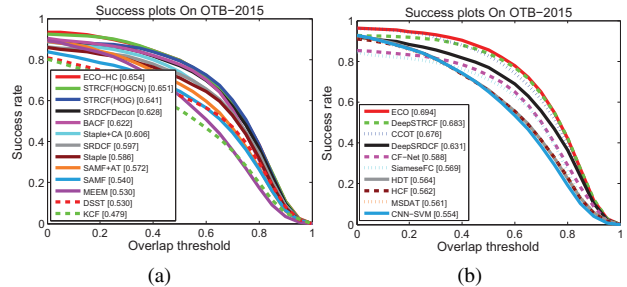 Success plots On OTB-2015
Success rate
1
0.8
0.6
0.4
0.2
0
ECO-HC [0.654]
STRCF(HOGCN) [0.651]
STRCF(HOG) [0.641]
SRDCFDecon [0.628]
BACF [0.622]
Staple+CA [0.606]
SRDCF [0.597]
Staple [0.586]
SAMF+AT [0.572]
SAMF [0.540]
MEEM [0.530]
DSST [0.530]
KCF [0.479]
0 0.2 0.4 0.6 0.8 1
Overlap threshold
(a)
Success plots On OTB-2015
Success rate
1
0.8
0.6
0.4
0.2
0
ECO [0.694]
DeepSTRCF [0.683]
CCOT [0.676]
DeepSRDCF [0.631]
CF-Net [0.588]
SiameseFC [0.569]
HDT [0.564]
HCF [0.562]
MSDAT [0.561]
CNN-SVM [0.554]
0 0.2 0.4 0.6 0.8 1
Overlap threshold
(b)